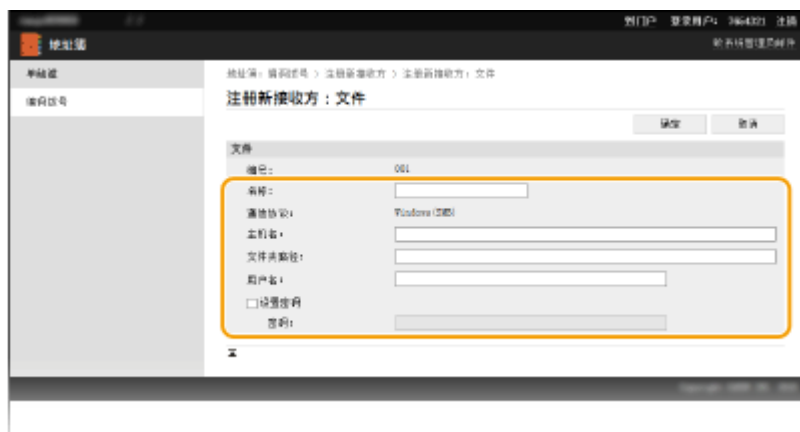 到门户 登录用户: 7654321 注销
地址簿
给系统管理员邮件
单触键
编码拨号
地址簿: 编码拨号 > 注册新接收方 > 注册新接收方: 文件
注册新接收方：文件
确定 取消
文件
编号: 001
名称:
通信协议: Windows (SMB)
主机名:
文件夹路径:
用户名:
设置密码
密码: